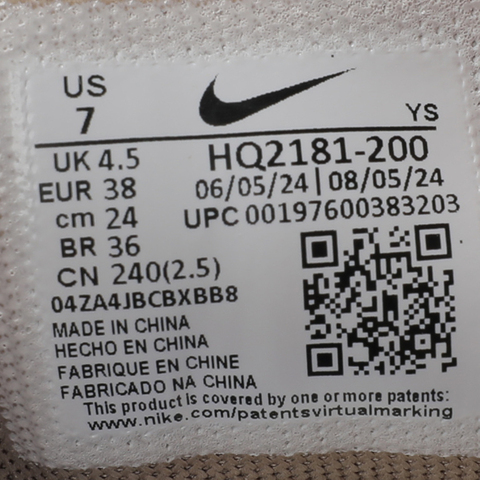 US
7
YS
UK 4.5
HQ2181-200
EUR 38
06/05/24 | 08/05/24
cm 24
UPC 00197600383203
BR 36
CN 240(2.5)
04ZA4JBCBXBB8
MADE IN CHINA
HECHO EN CHINA
FABRIQUE EN CHINE
FABRICADO NA CHINA
This product is covered by one or more patents:
www.nike.com/patentsvirtualmarking